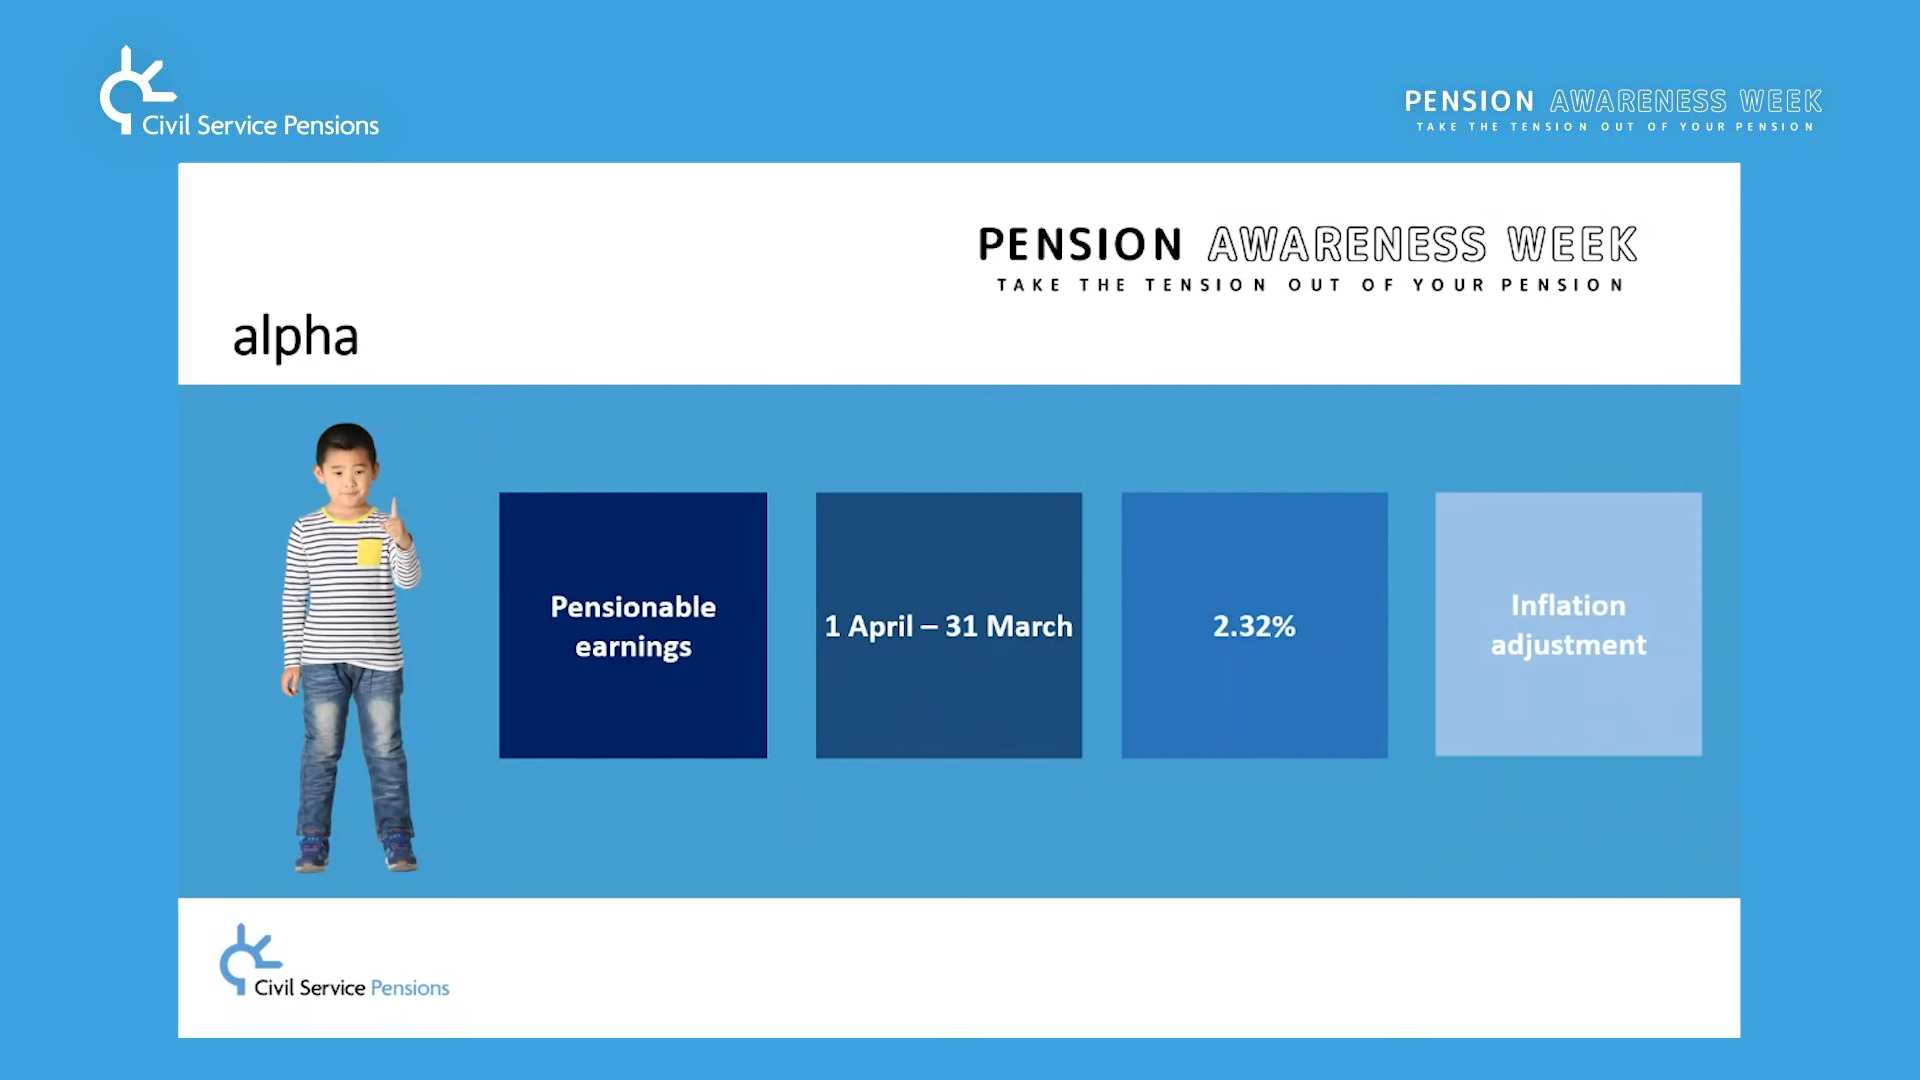 Civil Service Pensions
PENSION AWARENESS WEEK
TAKE THE TENSION OUT OF YOUR PENSION
PENSION AWARENESS WEEK
TAKE THE TENSION OUT OF YOUR PENSION
alpha
Pensionable
earnings
1 April – 31 March
2.32%
Inflation
adjustment
Civil Service Pensions